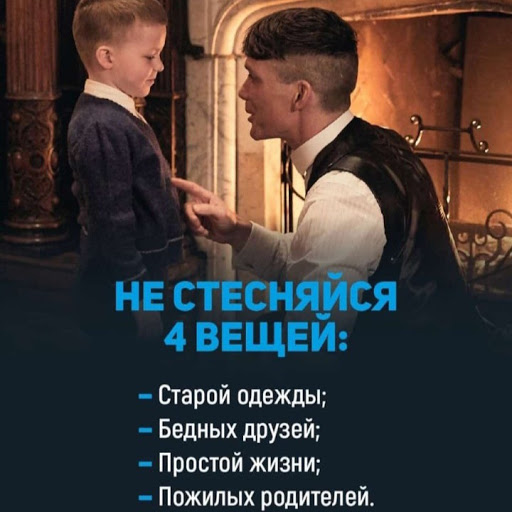 НЕ СТЕСНЯЙСЯ
4 ВЕЩЕЙ:
– Старой одежды;
– Бедных друзей;
– Простой жизни;
– Пожилых родителей.